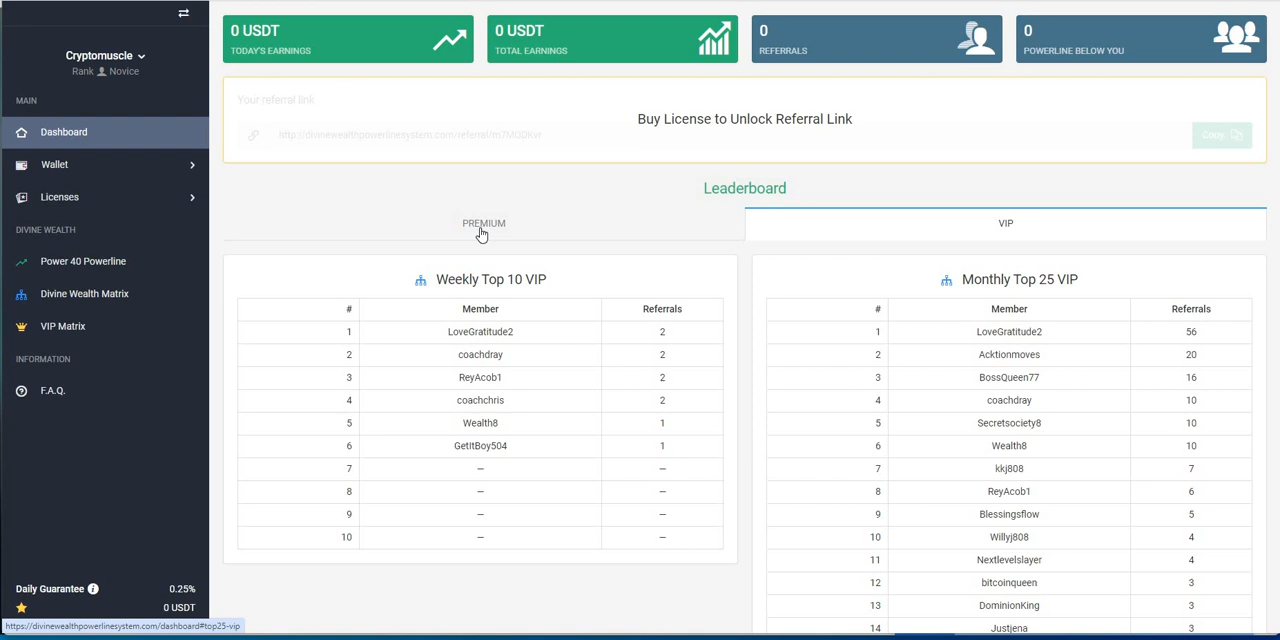 Cryptomuscle
Rank Novice
MAIN
Dashboard
Wallet
Licenses
DIVINE WEALTH
Power 40 Powerline
Divine Wealth Matrix
VIP Matrix
INFORMATION
F.A.Q.
Daily Guarantee 0.25%
0 USDT
https://divinewealthpowerlinesystem.com/dashboard#top25-vip
0 USDT
TODAY'S EARNINGS
0 USDT
TOTAL EARNINGS
0
REFERRALS
0
POWERLINE BELOW YOU
Your referral link
Buy License to Unlock Referral Link
Copy
Leaderboard
PREMIUM
VIP
Weekly Top 10 VIP
# Member Referrals
1 LoveGratitude2 2
2 coachdray 2
3 ReyAcob1 2
4 coachchris 2
5 Wealth8 1
6 GetItBoy504 1
7 – –
8 – –
9 – –
10 – –
Monthly Top 25 VIP
# Member Referrals
1 LoveGratitude2 56
2 Acktionmoves 20
3 BossQueen77 16
4 coachdray 10
5 Secretsociety8 10
6 Wealth8 10
7 kkj808 7
8 ReyAcob1 6
9 Blessingsflow 5
10 Willyj808 4
11 Nextlevelslayer 4
12 bitcoinqueen 3
13 DominionKing 3
14 Justjena 3